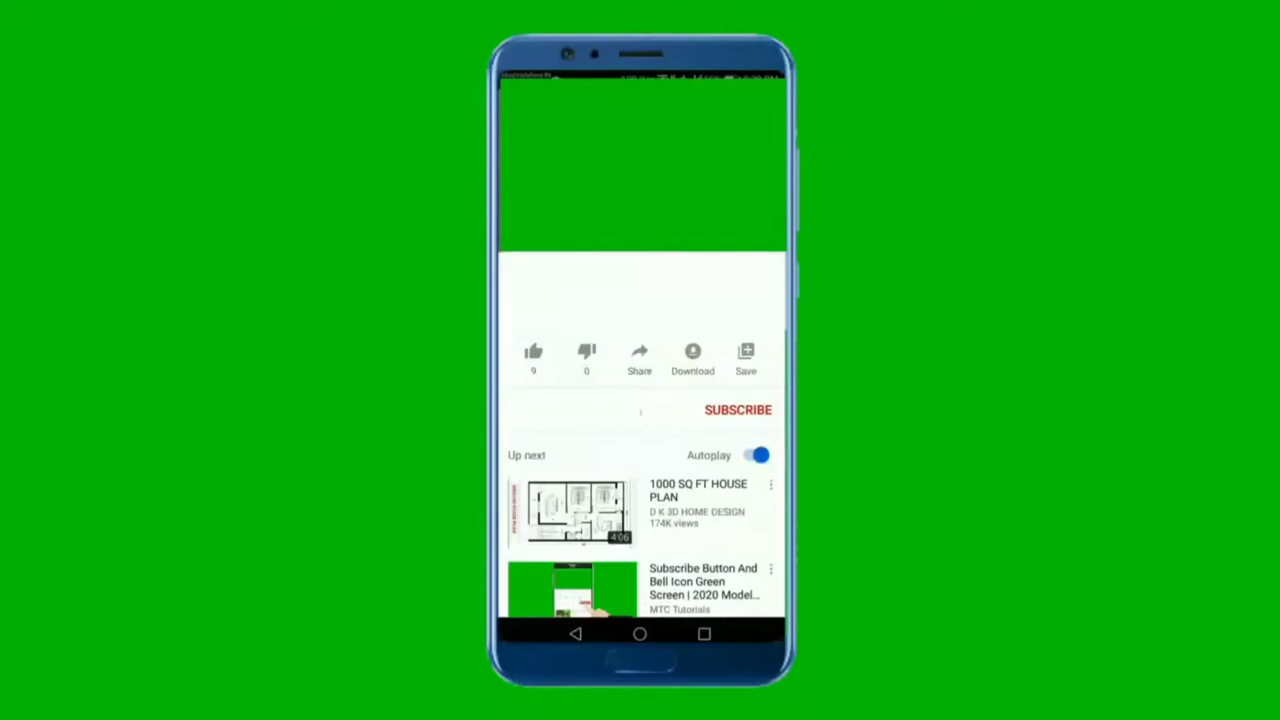 9
0
Share
Download
Save
SUBSCRIBE
Up next
Autoplay
1000 SQ FT HOUSE
PLAN
D K 3D HOME DESIGN
174K views
4:06
Subscribe Button And
Bell Icon Green
Screen | 2020 Model...
MTC Tutorials